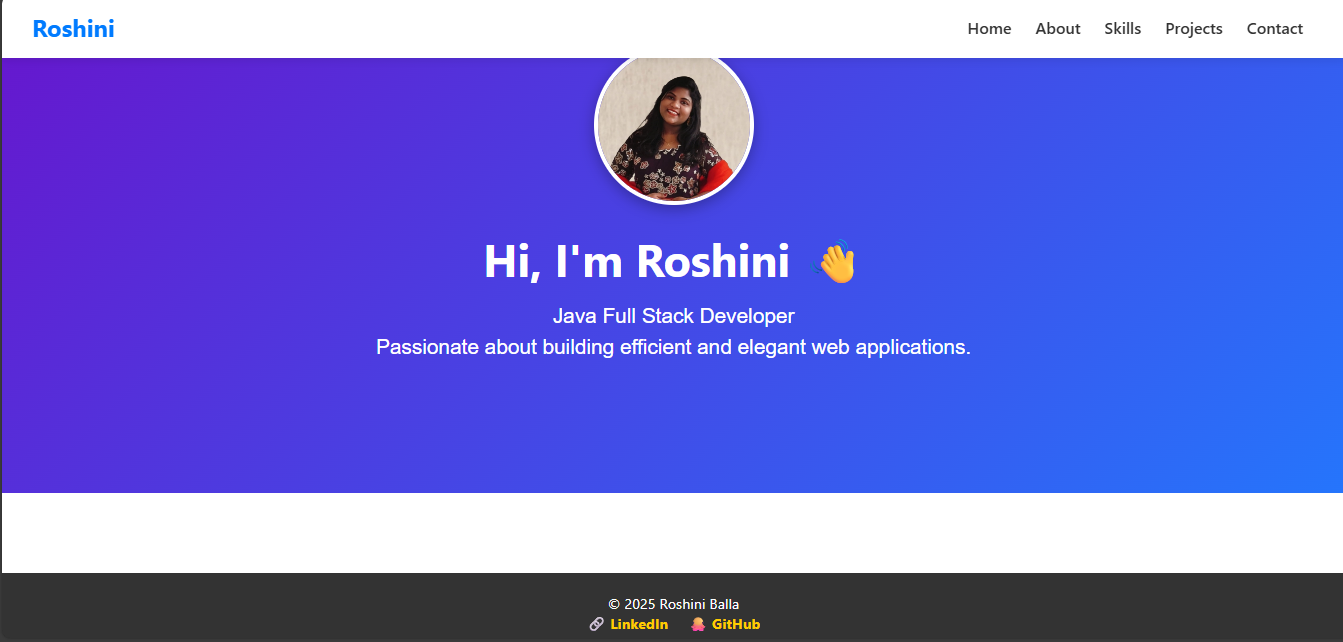 Roshini
Home About Skills Projects Contact
Hi, I'm Roshini 👋
Java Full Stack Developer
Passionate about building efficient and elegant web applications.
© 2025 Roshini Balla
🔗 LinkedIn 🐙 GitHub